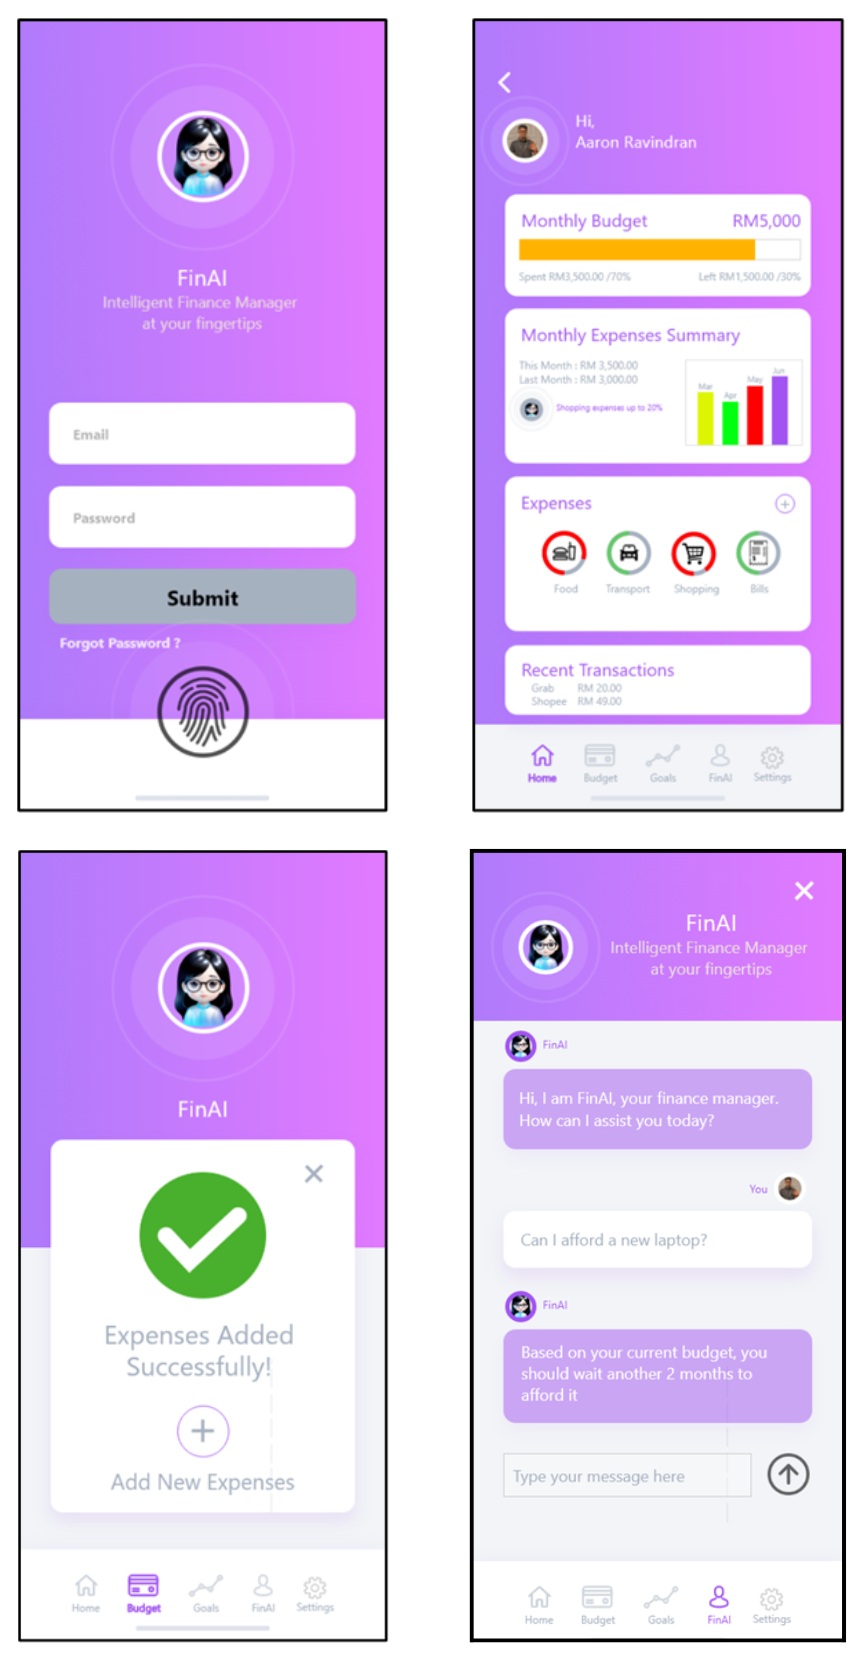 FinAI
Intelligent Finance Manager
at your fingertips
Email
Password
Submit
Forgot Password ?
Hi,
Aaron Ravindran
Monthly Budget RM5,000
Spent RM3,500.00 /70% Left RM1,500.00 /30%
Monthly Expenses Summary
This Month : RM 3,500.00
Last Month : RM 3,000.00
Shopping expenses up to 20%
Mar Apr May Jun
Expenses
Food Transport Shopping Bills
Recent Transactions
Grab RM 20.00
Shopee RM 49.00
Home Budget Goals FinAI Settings
FinAI
Expenses Added
Successfully!
Add New Expenses
Home Budget Goals FinAI Settings
FinAI
Intelligent Finance Manager
at your fingertips
FinAI
Hi, I am FinAI, your finance manager.
How can I assist you today?
You
Can I afford a new laptop?
FinAI
Based on your current budget, you
should wait another 2 months to
afford it
Type your message here
Home Budget Goals FinAI Settings